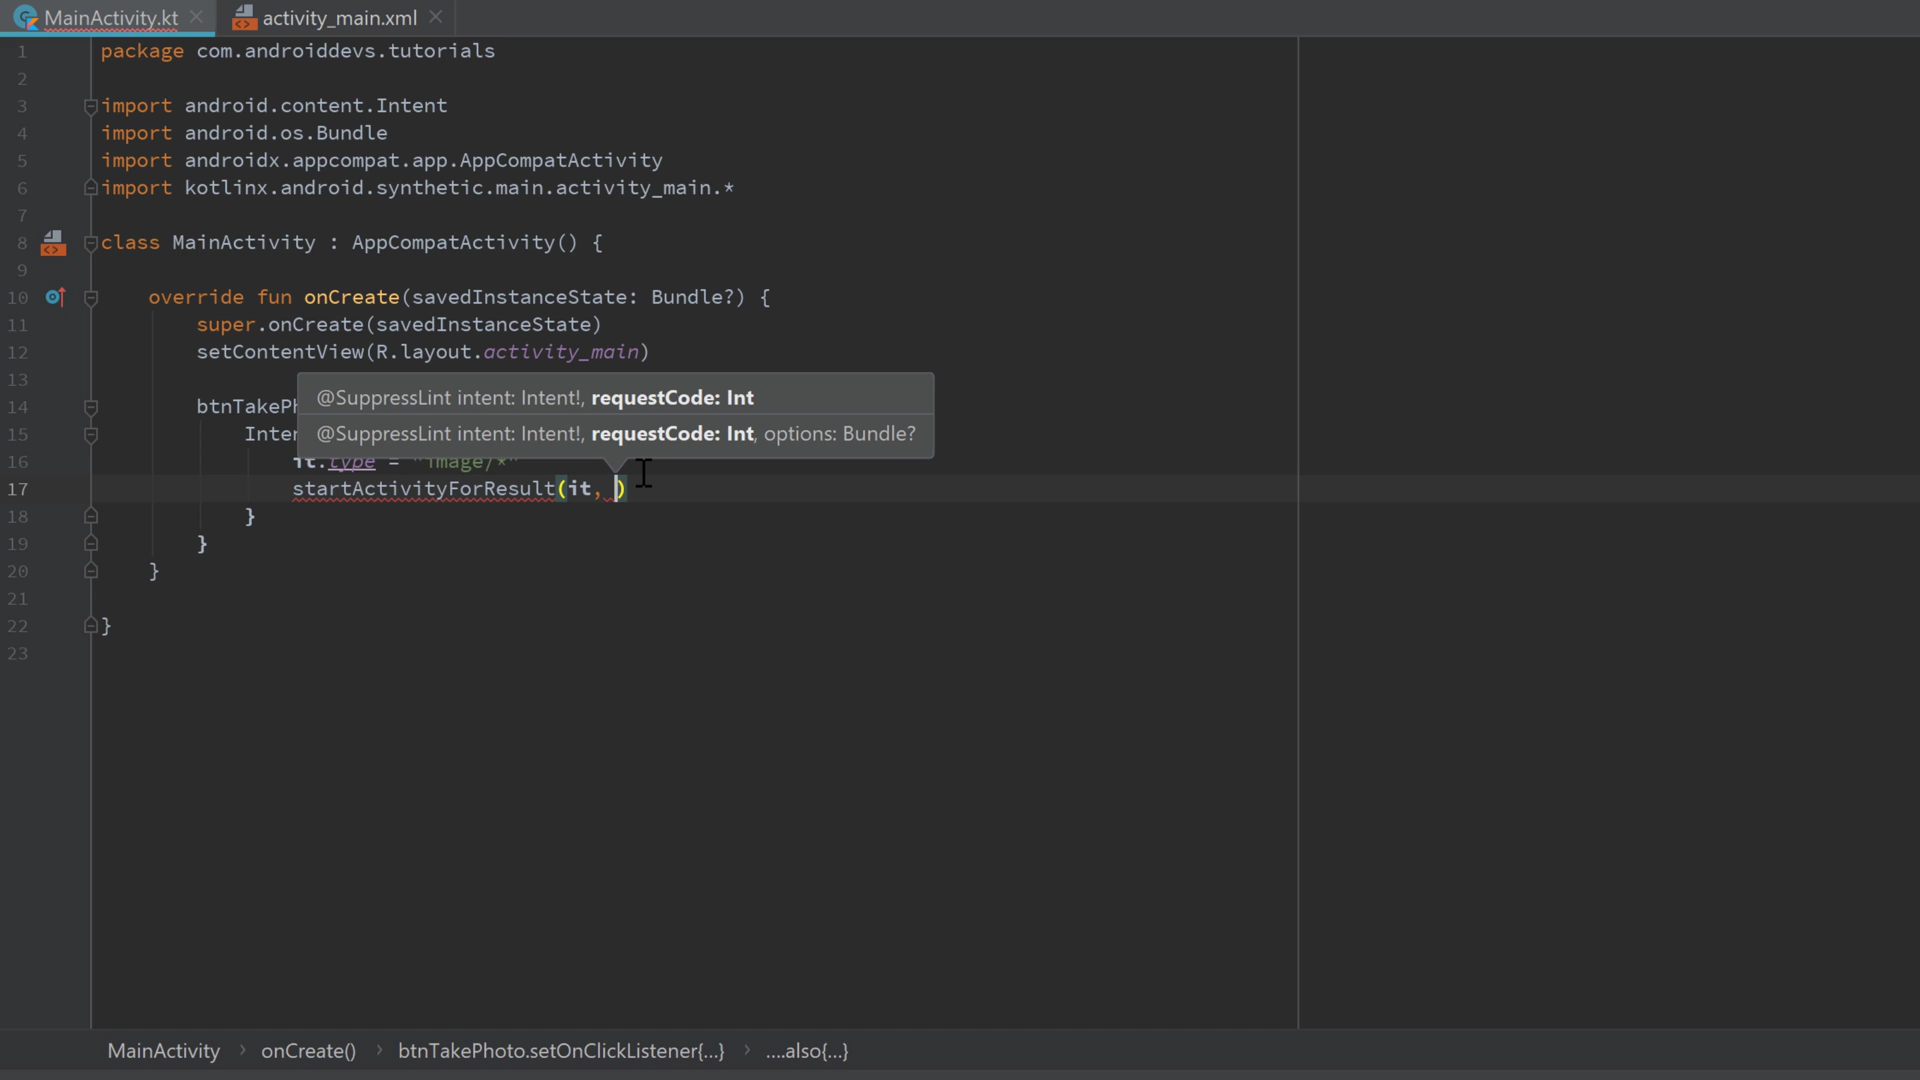 MainActivity.kt activity_main.xml
1 package com.androiddevs.tutorials
2
3 import android.content.Intent
4 import android.os.Bundle
5 import androidx.appcompat.app.AppCompatActivity
6 import kotlinx.android.synthetic.main.activity_main.*
7
8 class MainActivity : AppCompatActivity() {
9
10 override fun onCreate(savedInstanceState: Bundle?) {
11 super.onCreate(savedInstanceState)
12 setContentView(R.layout.activity_main)
13
@SuppressLint intent: Intent!, requestCode: Int
14 btnTakePh
@SuppressLint intent: Intent!, requestCode: Int, options: Bundle?
15 Inter
16 it.type = "image/*"
17 startActivityForResult(it, )
18 }
19 }
20 }
21
22 }
23
MainActivity › onCreate() › btnTakePhoto.setOnClickListener{...} › ....also{...}